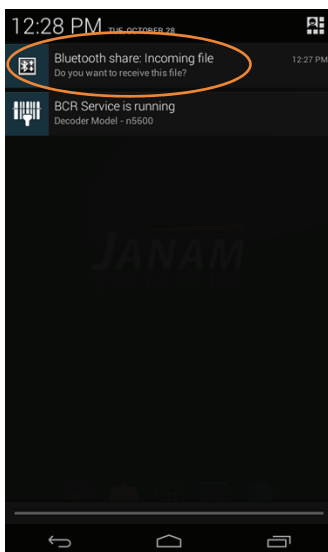 12:28 PM TUE, OCTOBER 28
Bluetooth share: Incoming file 12:27 PM
Do you want to receive this file?
BCR Service is running
Decoder Model - n5600
JANAM